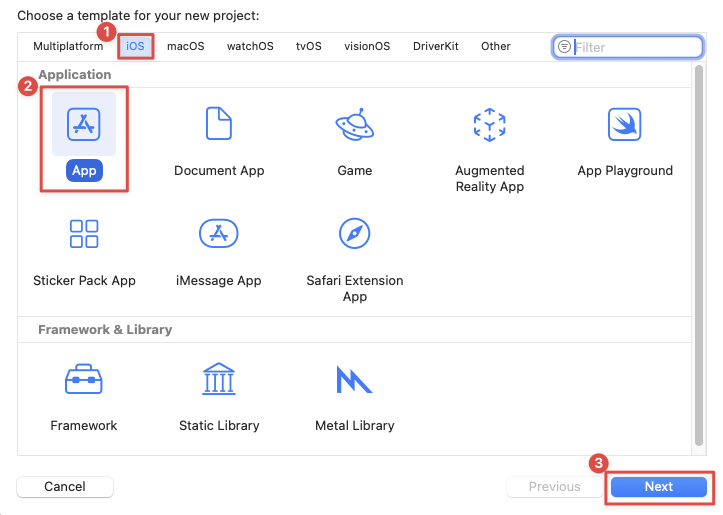 Choose a template for your new project:
1
Multiplatform iOS macOS watchOS tvOS visionOS DriverKit Other Filter
2
Application
App Document App Game Augmented Reality App App Playground
Sticker Pack App iMessage App Safari Extension App
Framework & Library
Framework Static Library Metal Library
3
Cancel Previous Next